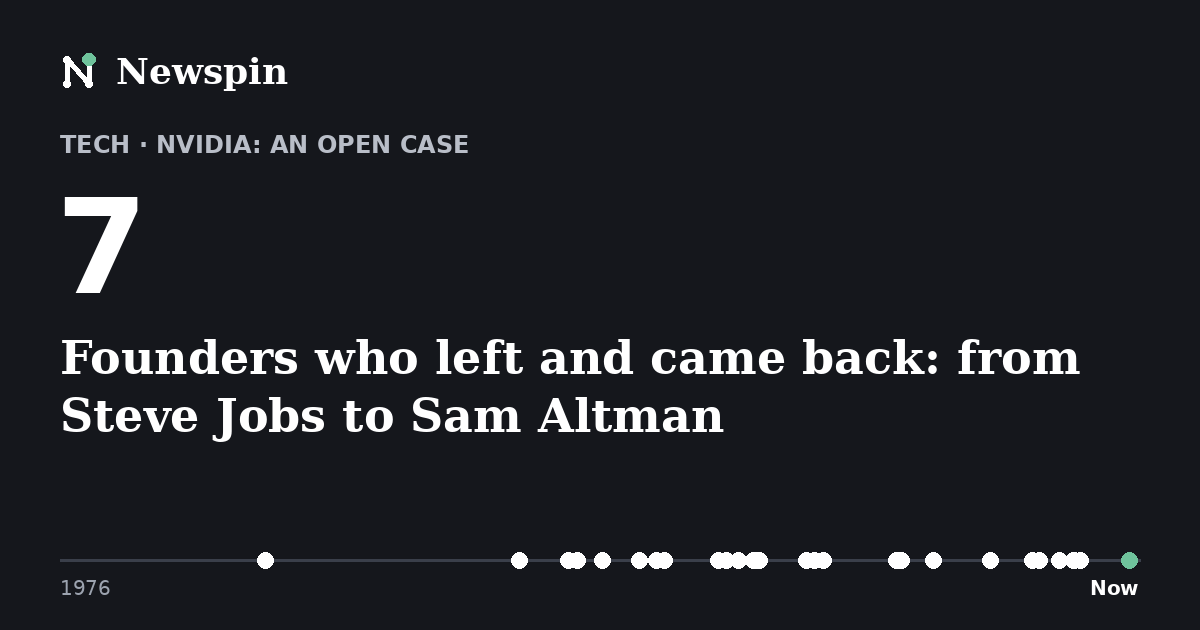 Newspin
TECH · NVIDIA: AN OPEN CASE
7
Founders who left and came back: from
Steve Jobs to Sam Altman
1976
Now